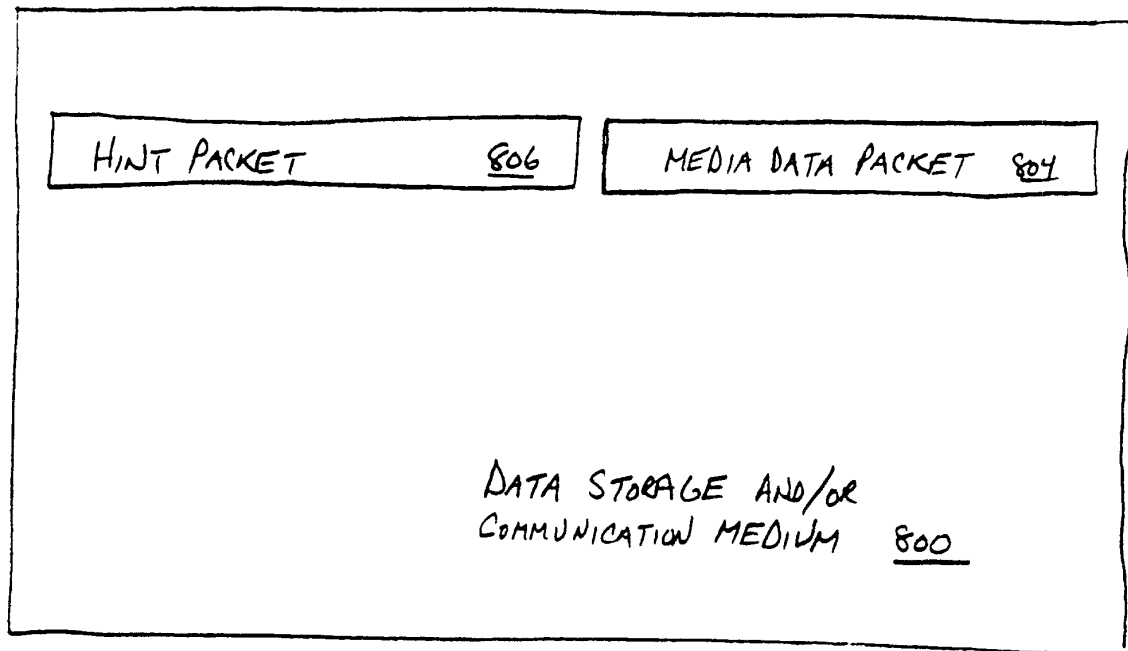 HINT PACKET 806
MEDIA DATA PACKET 804
DATA STORAGE AND/OR
COMMUNICATION MEDIUM 800